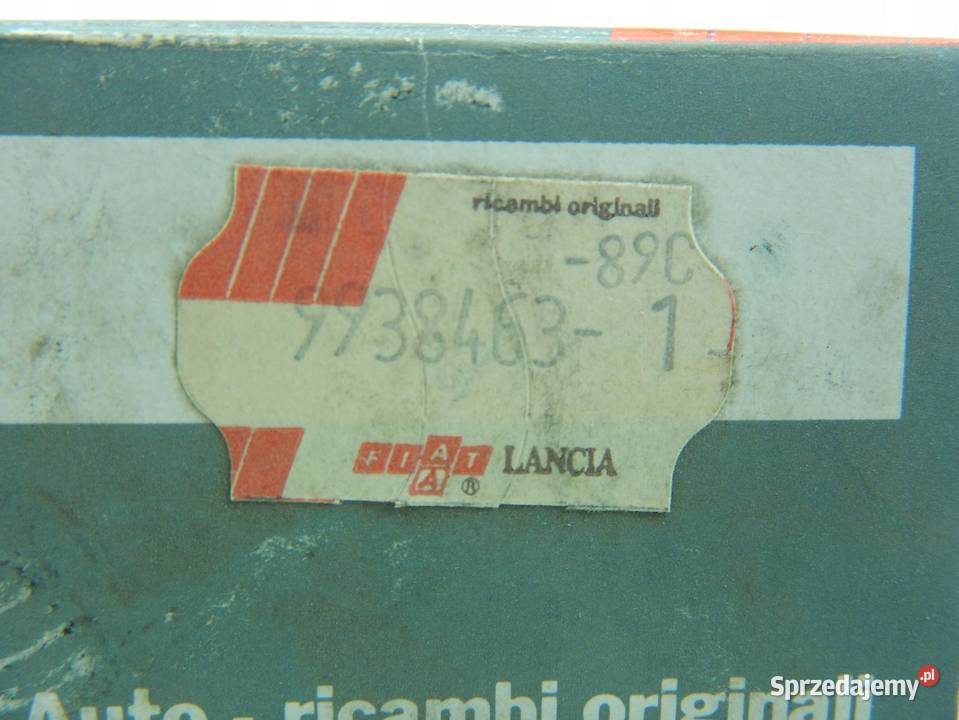 ricambi originali
-89C
9938463- 1
FIAT LANCIA
A ®
Auto - ricambi originali
Sprzedajemy.pl